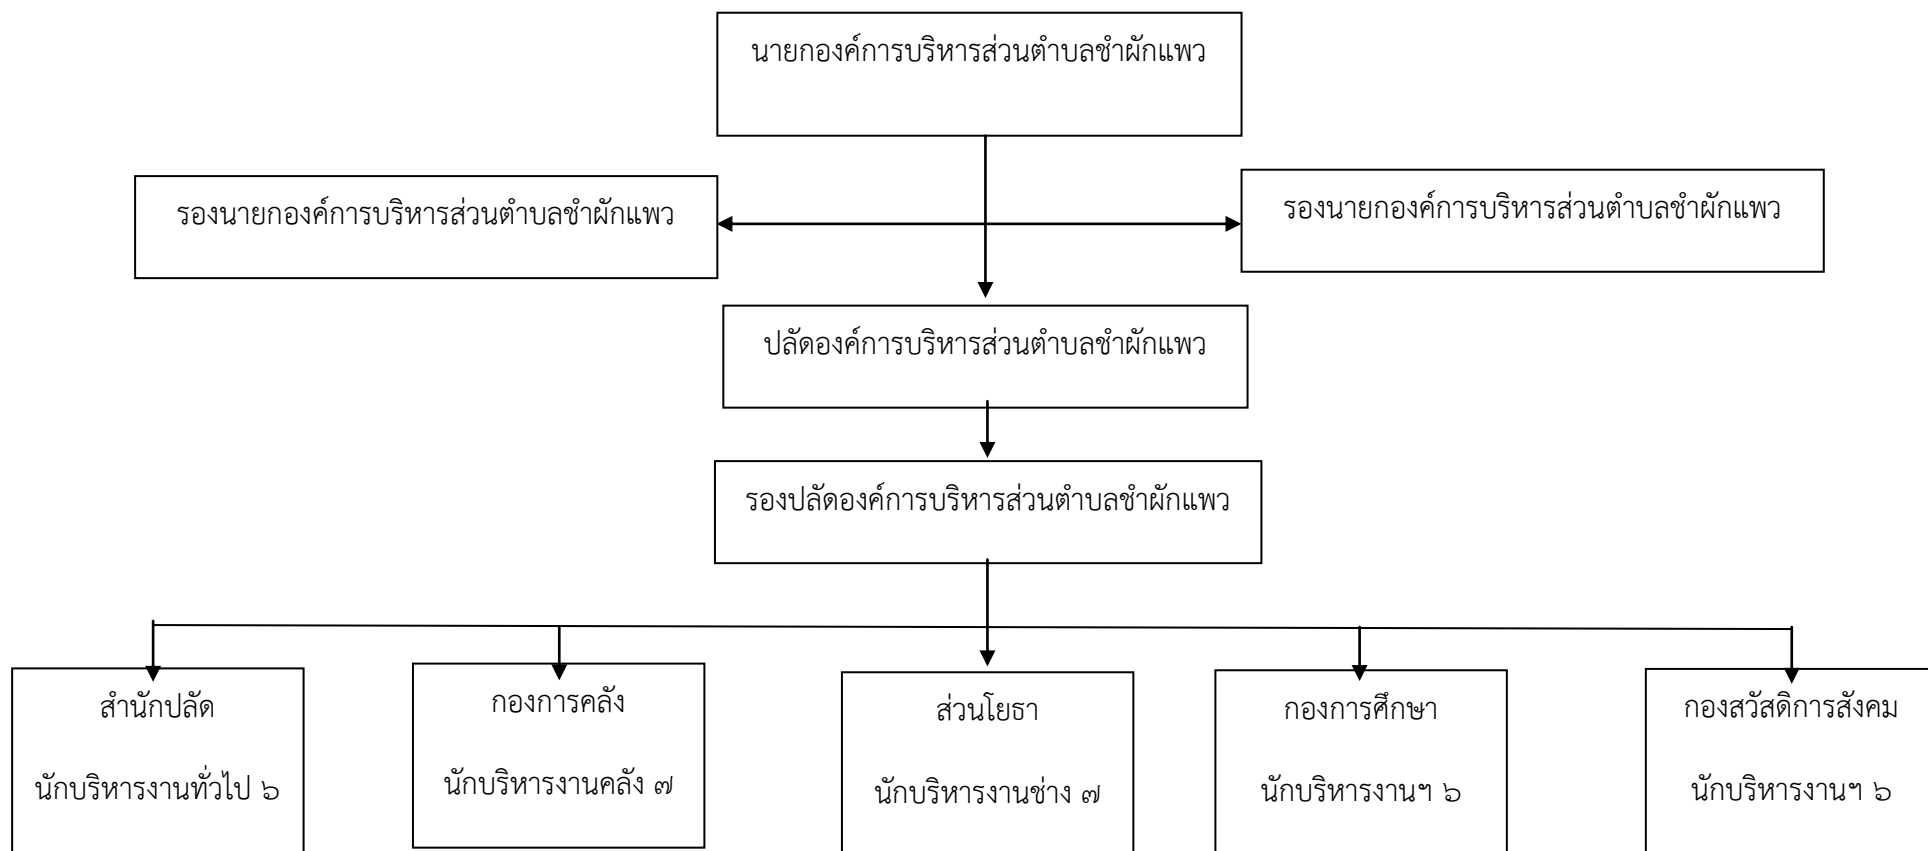 นายกองค์การบริหารส่วนตำบลชำผักแพว
รองนายกองค์การบริหารส่วนตำบลชำผักแพว
รองนายกองค์การบริหารส่วนตำบลชำผักแพว
ปลัดองค์การบริหารส่วนตำบลชำผักแพว
รองปลัดองค์การบริหารส่วนตำบลชำผักแพว
สำนักปลัด
นักบริหารงานทั่วไป ๖
กองการคลัง
นักบริหารงานคลัง ๗
ส่วนโยธา
นักบริหารงานช่าง ๗
กองการศึกษา
นักบริหารงานฯ ๖
กองสวัสดิการสังคม
นักบริหารงานฯ ๖